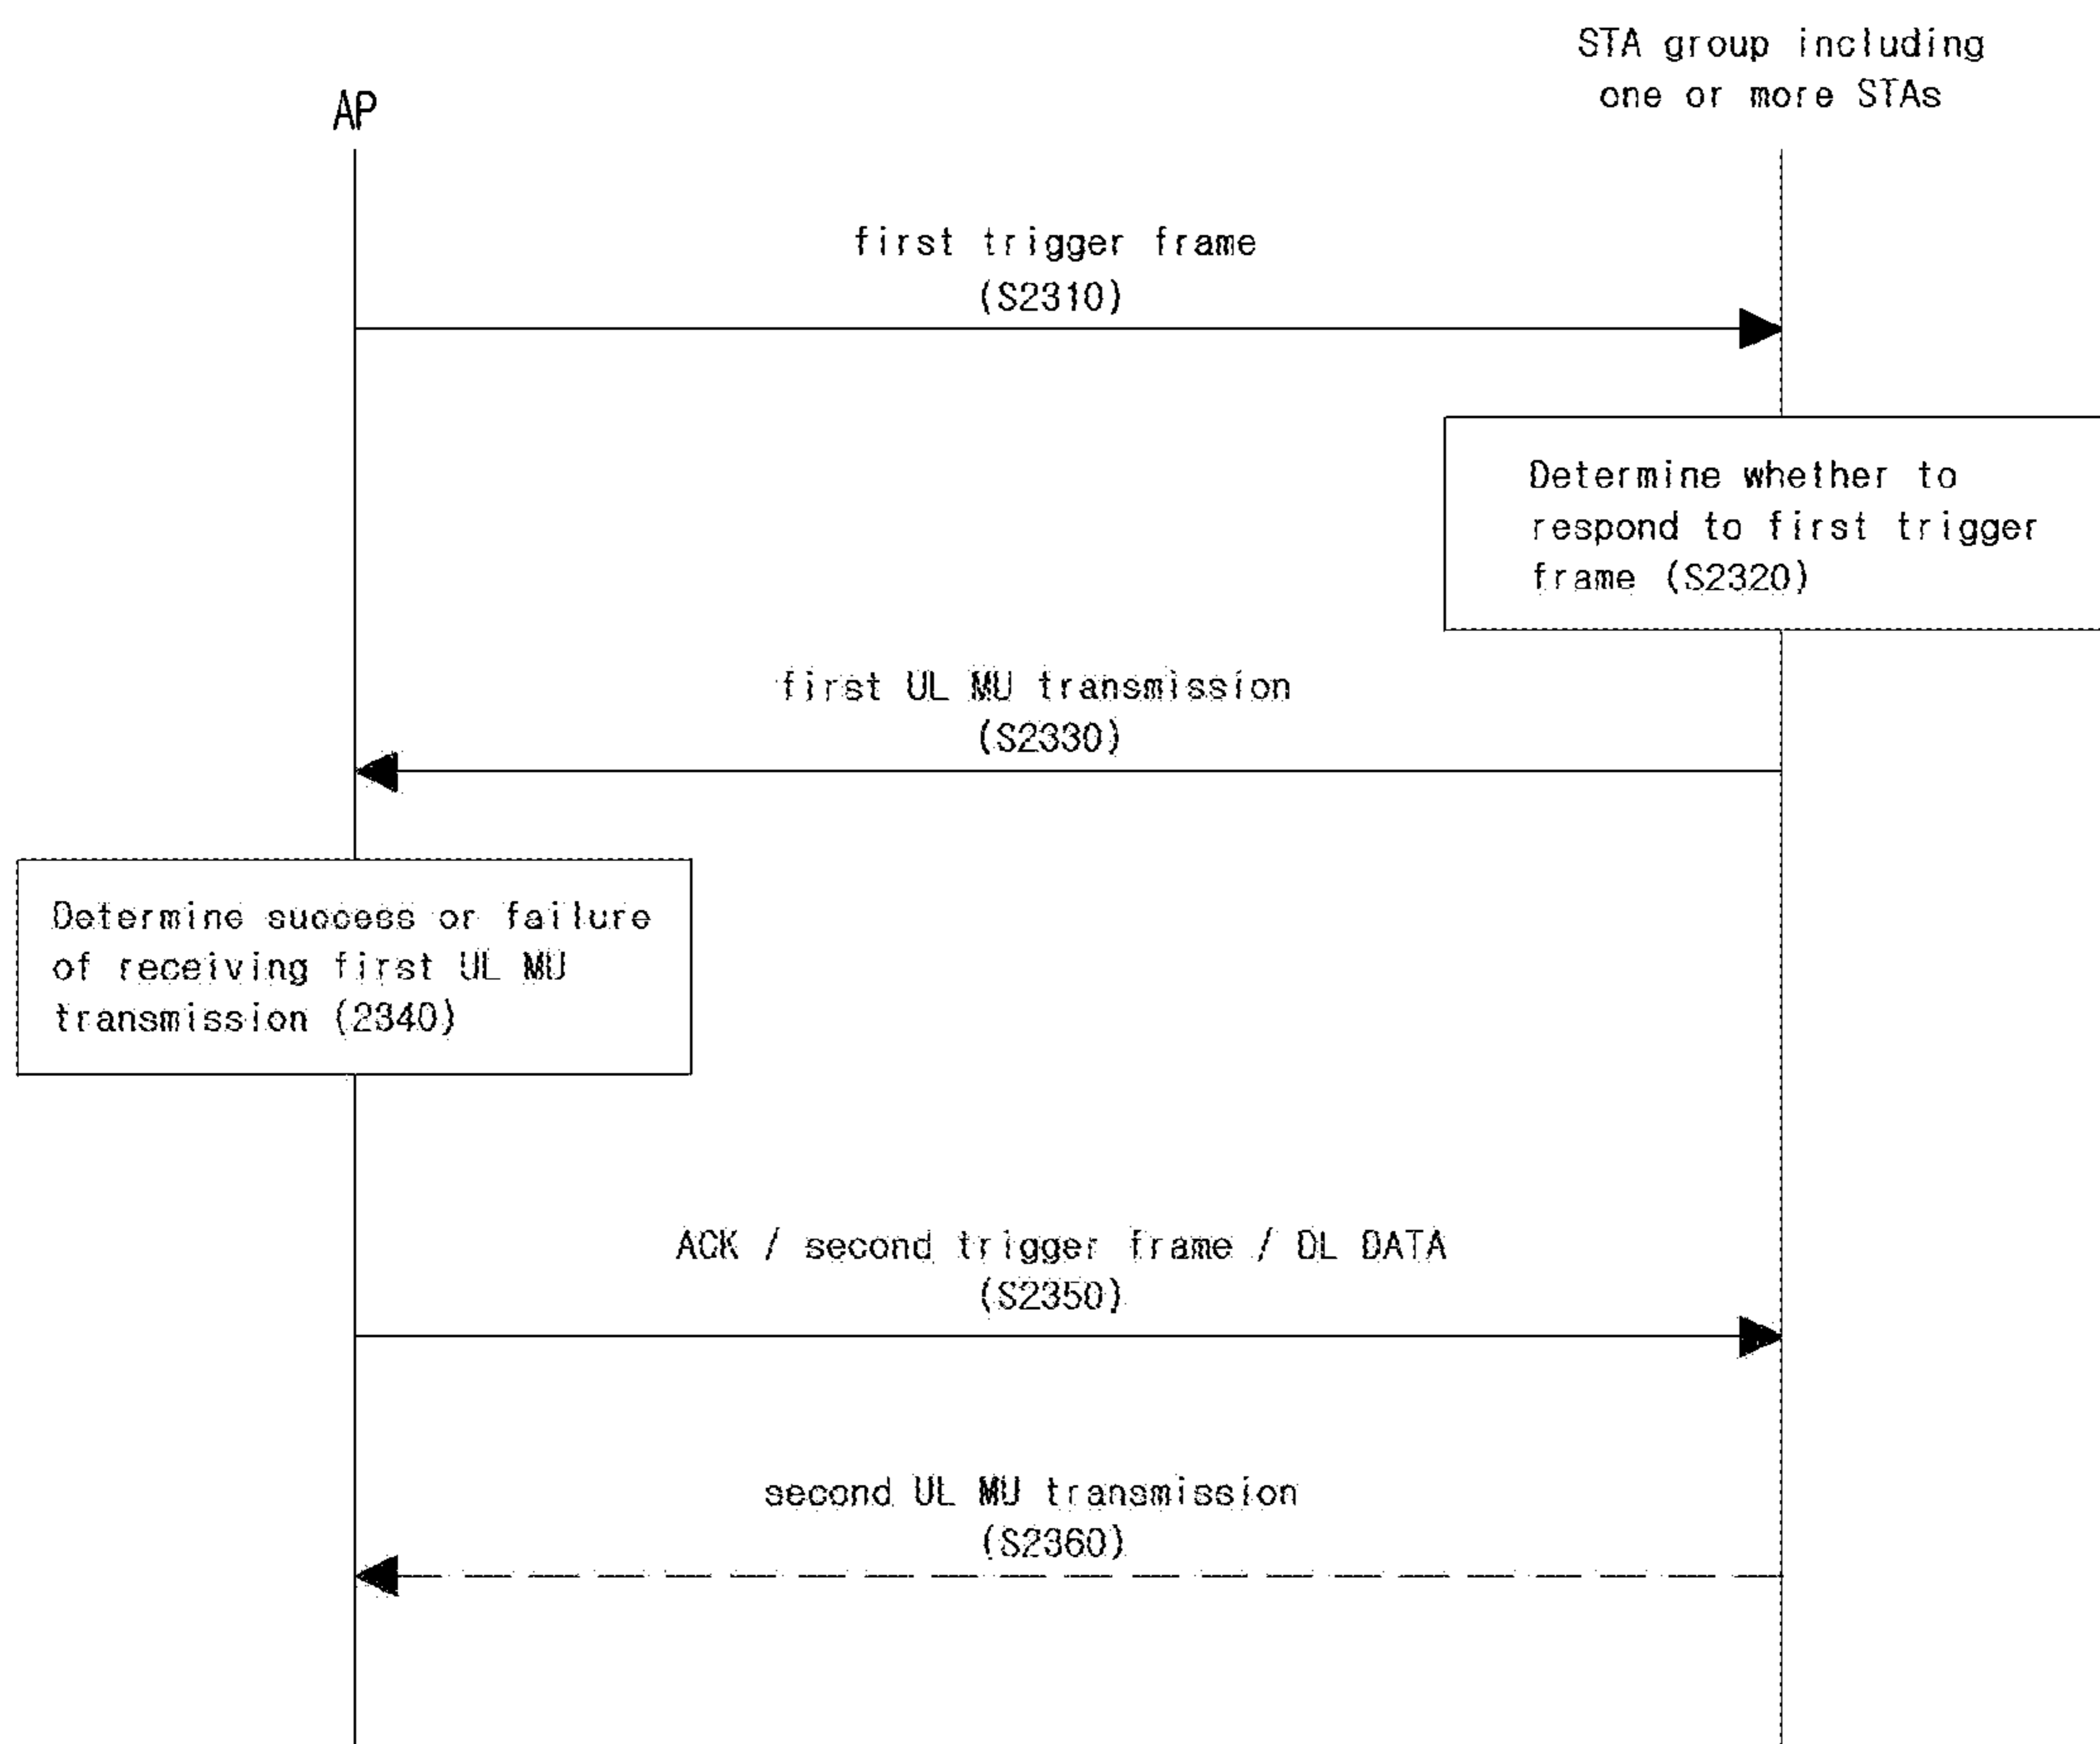 STA group including
one or more STAs
AP
first trigger frame
(S2310)
Determine whether to
respond to first trigger
frame (S2320)
first UL MU transmission
(S2330)
Determine success or failure
of receiving first UL MU
transmission (2340)
ACK / second trigger frame / DL DATA
(S2350)
second UL MU transmission
(S2360)